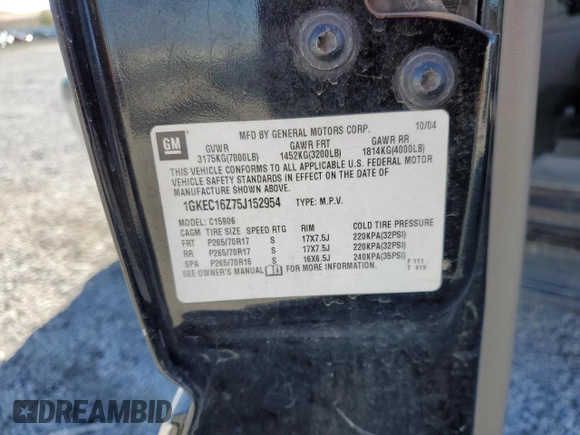 GM
MFD BY GENERAL MOTORS CORP. 10/04
GVWR GAWR FRT GAWR RR
3175KG(7000LB) 1452KG(3200LB) 1814KG(4000LB)
THIS VEHICLE CONFORMS TO ALL APPLICABLE U.S. FEDERAL MOTOR
VEHICLE SAFETY STANDARDS IN EFFECT ON THE DATE OF
MANUFACTURE SHOWN ABOVE.
1GKEC16Z75J152954 TYPE: M.P.V.
MODEL: C15906
CAGM TIRE SIZE SPEED RTG RIM COLD TIRE PRESSURE
FRT P265/70R17 S 17X7.5J 220KPA(32PSI)
RR P265/70R17 S 17X7.5J 220KPA(32PSI)
SPA P265/70R16 S 16X6.5J 240KPA(35PSI)
SEE OWNER'S MANUAL FOR MORE INFORMATION.
F 111
T 419
DREAMBID